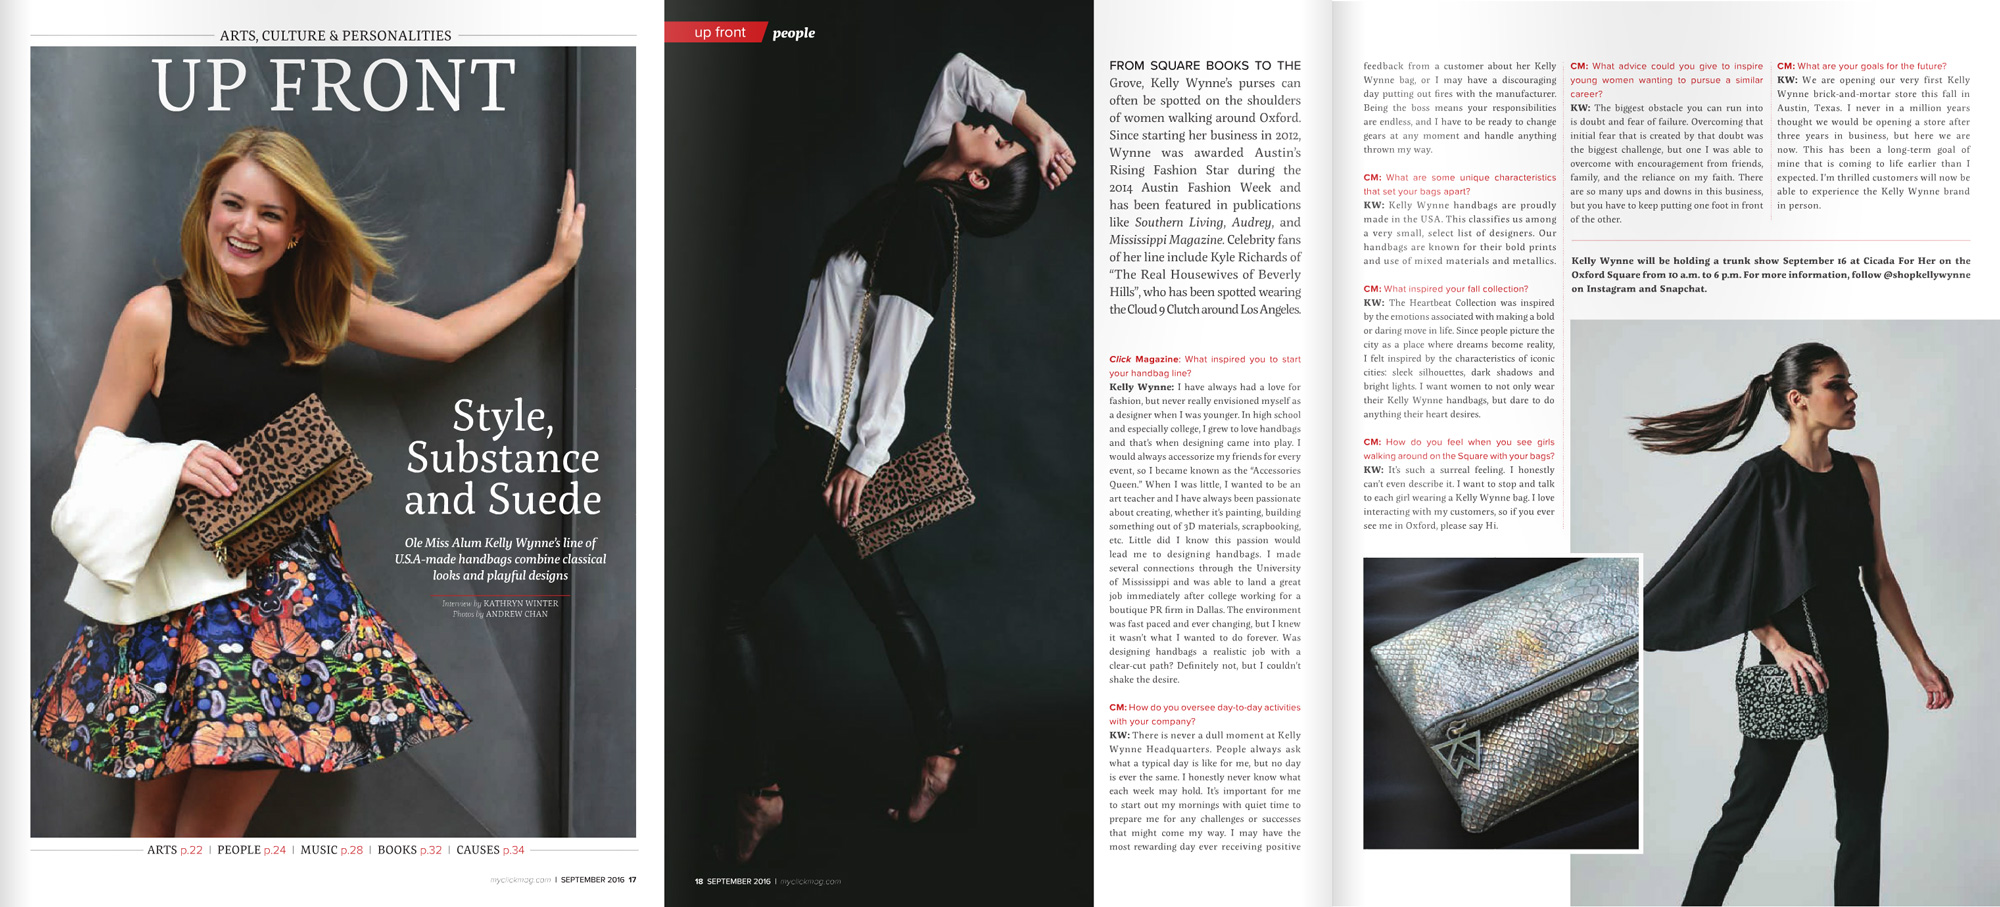 ARTS, CULTURE & PERSONALITIES
UP FRONT
Style,
Substance
and Suede
Ole Miss Alum Kelly Wynne's line of
U.S.A-made handbags combine classical
looks and playful designs
Interview by KATHRYN WINTER
Photos by ANDREW CHAN
ARTS p.22 | PEOPLE p.24 | MUSIC p.28 | BOOKS p.32 | CAUSES p.34
myclickmag.com | SEPTEMBER 2016 17
up front people
18 SEPTEMBER 2016 | myclickmag.com
FROM SQUARE BOOKS TO THE
Grove, Kelly Wynne's purses can
often be spotted on the shoulders
of women walking around Oxford.
Since starting her business in 2012,
Wynne was awarded Austin's
Rising Fashion Star during the
2014 Austin Fashion Week and
has been featured in publications
like Southern Living, Audrey, and
Mississippi Magazine. Celebrity fans
of her line include Kyle Richards of
"The Real Housewives of Beverly
Hills", who has been spotted wearing
the Cloud 9 Clutch around Los Angeles.
Click Magazine: What inspired you to start
your handbag line?
Kelly Wynne: I have always had a love for
fashion, but never really envisioned myself as
a designer when I was younger. In high school
and especially college, I grew to love handbags
and that's when designing came into play. I
would always accessorize my friends for every
event, so I became known as the "Accessories
Queen." When I was little, I wanted to be an
art teacher and I have always been passionate
about creating, whether it's painting, building
something out of 3D materials, scrapbooking,
etc. Little did I know this passion would
lead me to designing handbags. I made
several connections through the University
of Mississippi and was able to land a great
job immediately after college working for a
boutique PR firm in Dallas. The environment
was fast paced and ever changing, but I knew
it wasn't what I wanted to do forever. Was
designing handbags a realistic job with a
clear-cut path? Definitely not, but I couldn't
shake the desire.
CM: How do you oversee day-to-day activities
with your company?
KW: There is never a dull moment at Kelly
Wynne Headquarters. People always ask
what a typical day is like for me, but no day
is ever the same. I honestly never know what
each week may hold. It's important for me
to start out my mornings with quiet time to
prepare me for any challenges or successes
that might come my way. I may have the
most rewarding day ever receiving positive
feedback from a customer about her Kelly
Wynne bag, or I may have a discouraging
day putting out fires with the manufacturer.
Being the boss means your responsibilities
are endless, and I have to be ready to change
gears at any moment and handle anything
thrown my way.
CM: What are some unique characteristics
that set your bags apart?
KW: Kelly Wynne handbags are proudly
made in the USA. This classifies us among
a very small, select list of designers. Our
handbags are known for their bold prints
and use of mixed materials and metallics.
CM: What inspired your fall collection?
KW: The Heartbeat Collection was inspired
by the emotions associated with making a bold
or daring move in life. Since people picture the
city as a place where dreams become reality,
I felt inspired by the characteristics of iconic
cities: sleek silhouettes, dark shadows and
bright lights. I want women to not only wear
their Kelly Wynne handbags, but dare to do
anything their heart desires.
CM: How do you feel when you see girls
walking around on the Square with your bags?
KW: It's such a surreal feeling. I honestly
can't even describe it. I want to stop and talk
to each girl wearing a Kelly Wynne bag. I love
interacting with my customers, so if you ever
see me in Oxford, please say Hi.
CM: What advice could you give to inspire
young women wanting to pursue a similar
career?
KW: The biggest obstacle you can run into
is doubt and fear of failure. Overcoming that
initial fear that is created by that doubt was
the biggest challenge, but one I was able to
overcome with encouragement from friends,
family, and the reliance on my faith. There
are so many ups and downs in this business,
but you have to keep putting one foot in front
of the other.
CM: What are your goals for the future?
KW: We are opening our very first Kelly
Wynne brick-and-mortar store this fall in
Austin, Texas. I never in a million years
thought we would be opening a store after
three years in business, but here we are
now. This has been a long-term goal of
mine that is coming to life earlier than I
expected. I'm thrilled customers will now be
able to experience the Kelly Wynne brand
in person.
Kelly Wynne will be holding a trunk show September 16 at Cicada For Her on the
Oxford Square from 10 a.m. to 6 p.m. For more information, follow @shopkellywynne
on Instagram and Snapchat.